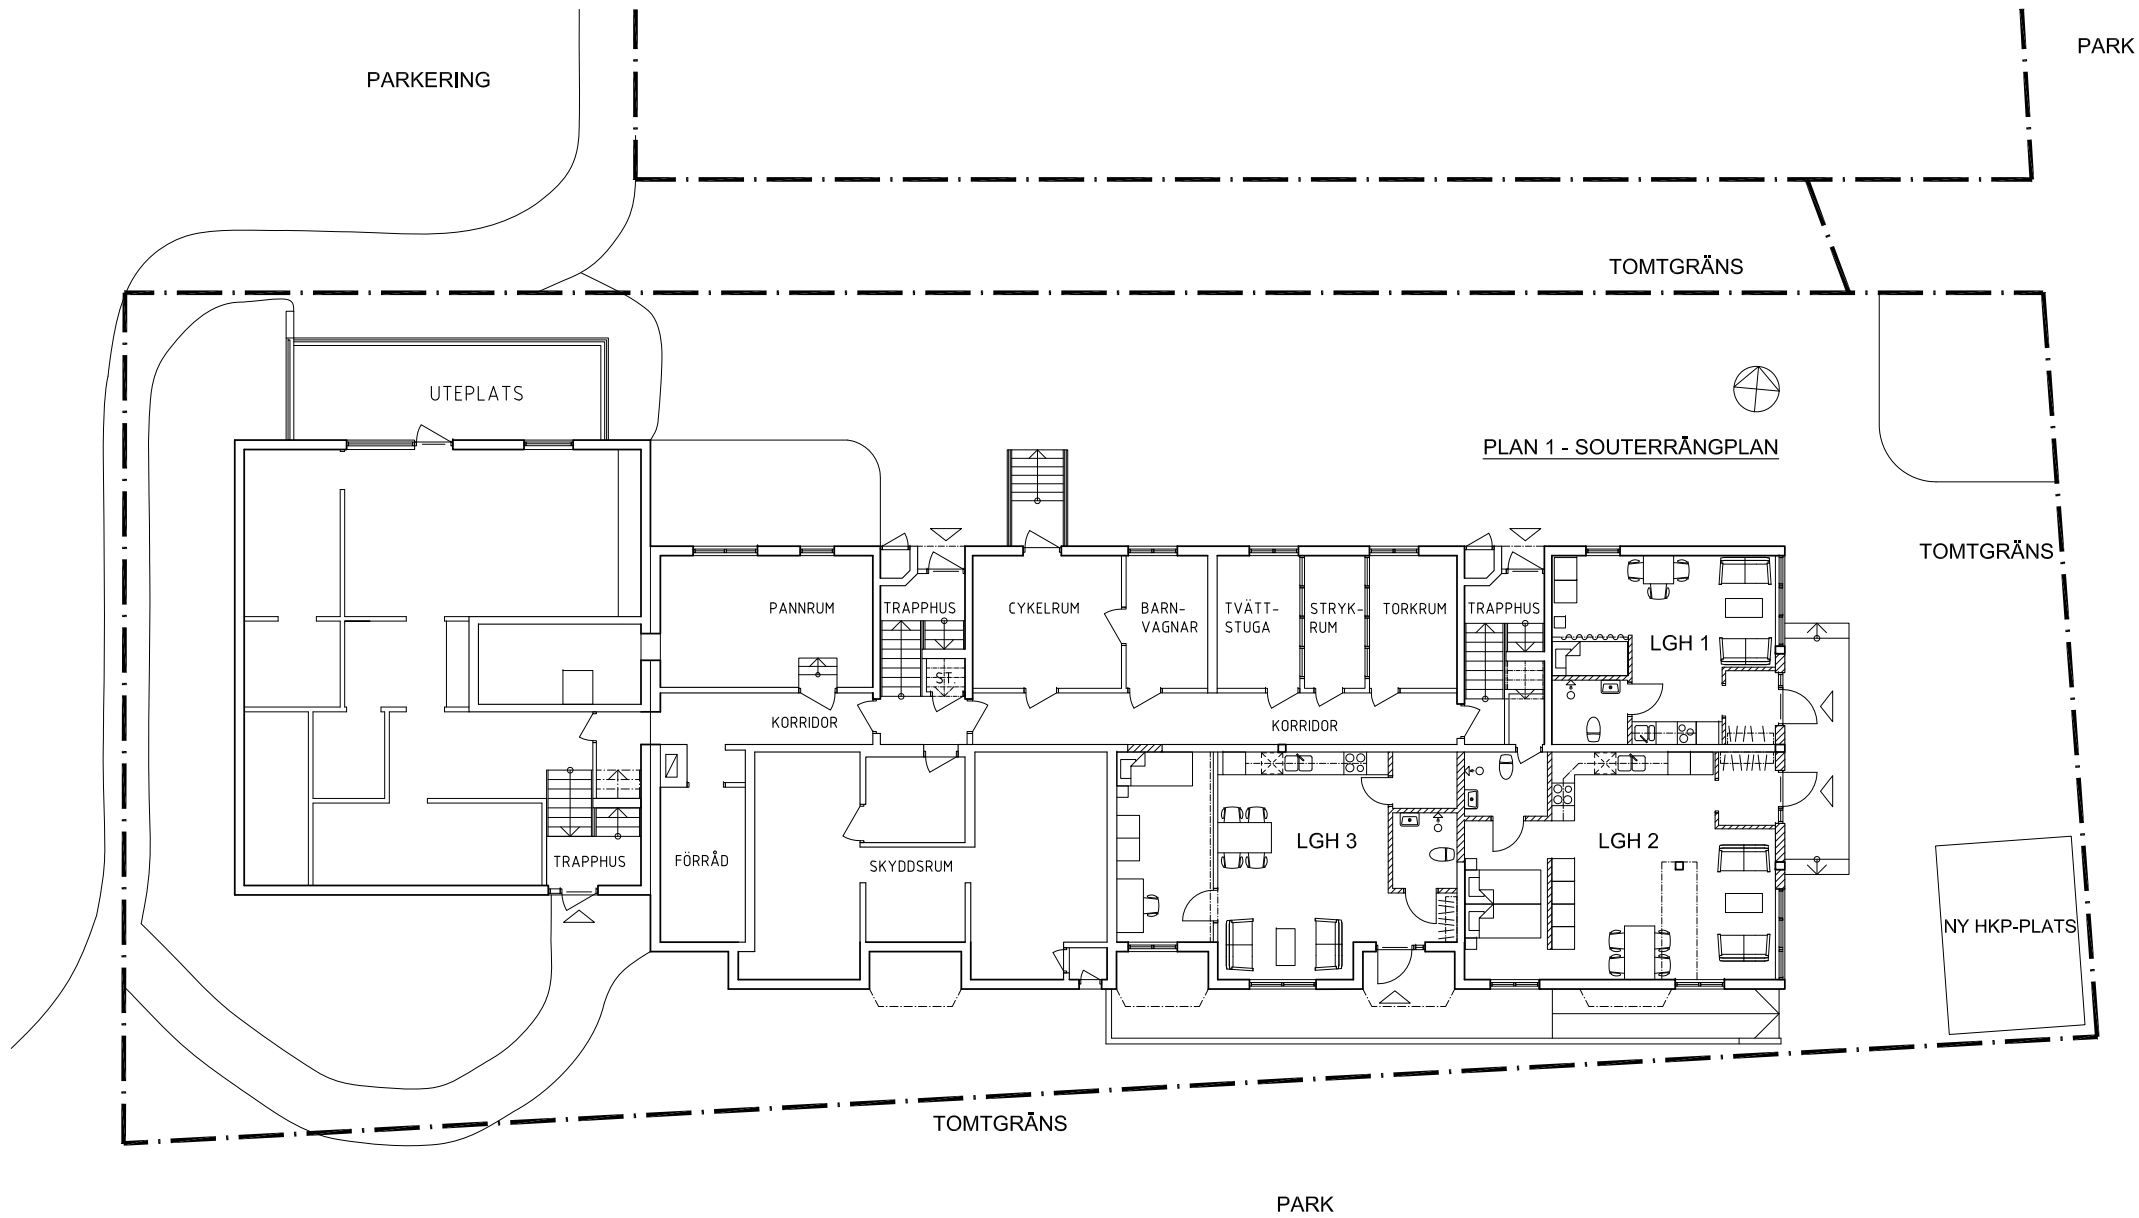 PARK
PARKERING
TOMTGRÄNS
UTEPLATS
PLAN 1 - SOUTERRÄNGPLAN
TOMTGRÄNS
PANNRUM
TRAPPHUS
CYKELRUM
BARN-
VAGNAR
TVÄTT-
STUGA
STRYK-
RUM
TORKRUM
TRAPPHUS
LGH 1
ST.
KORRIDOR
KORRIDOR
TRAPPHUS
FÖRRÅD
SKYDDSRUM
LGH 3
LGH 2
NY HKP-PLATS
TOMTGRÄNS
PARK